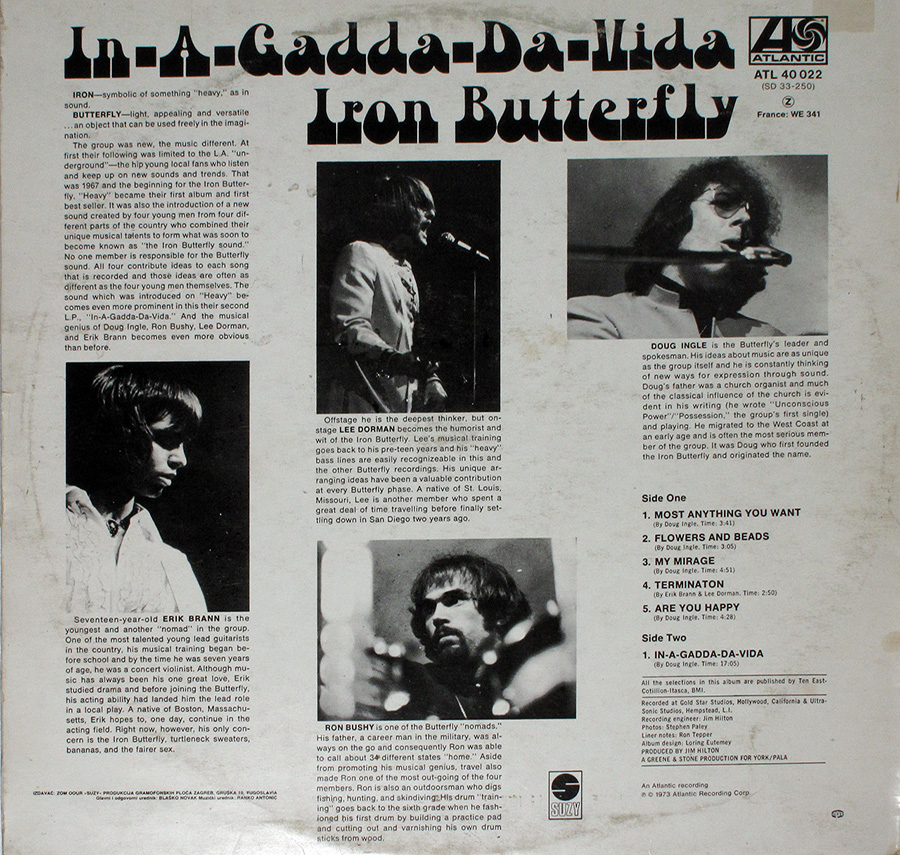 In-A-Gadda-Da-Vida
Iron Butterfly
ATLANTIC
ATL 40 022
(SD 33-250)
Z
France: WE 341
IRON—symbolic of something "heavy," as in
sound.
BUTTERFLY—light, appealing and versatile
...an object that can be used freely in the imagi-
nation.
The group was new, the music different. At
first their following was limited to the L.A. "un-
derground"—the hip young local fans who listen
and keep up on new sounds and trends. That
was 1967 and the beginning for the Iron Butter-
fly. "Heavy" became their first album and first
best seller. It was also the introduction of a new
sound created by four young men from four dif-
ferent parts of the country who combined their
unique musical talents to form what was soon to
become known as "the Iron Butterfly sound."
No one member is responsible for the Butterfly
sound. All four contribute ideas to each song
that is recorded and those ideas are often as
different as the four young men themselves. The
sound which was introduced on "Heavy" be-
comes even more prominent in this their second
L.P., "In-A-Gadda-Da-Vida." And the musical
genius of Doug Ingle, Ron Bushy, Lee Dorman,
and Erik Brann becomes even more obvious
than before.
Seventeen-year-old ERIK BRANN is the
youngest and another "nomad" in the group.
One of the most talented young lead guitarists
in the country, his musical training began be-
fore school and by the time he was seven years
of age, he was a concert violinist. Although mu-
sic has always been his one great love, Erik
studied drama and before joining the Butterfly,
his acting ability had landed him the lead role
in a local play. A native of Boston, Massachu-
setts, Erik hopes to, one day, continue in the
acting field. Right now, however, his only con-
cern is the Iron Butterfly, turtleneck sweaters,
bananas, and the fairer sex.
IZDAVAČ: ZOM OOUR «SUZY» PRODUKCIJA GRAMOFONSKIH PLOČA ZAGREB, GRUŠKA 10, YUGOSLAVIA
Glavni i odgovorni urednik: BLAŠKO NOVAK Muzički urednik: RANKO ANTONIĆ
Offstage he is the deepest thinker, but on-
stage LEE DORMAN becomes the humorist and
wit of the Iron Butterfly. Lee's musical training
goes back to his pre-teen years and his "heavy"
bass lines are easily recognizeable in this and
the other Butterfly recordings. His unique ar-
ranging ideas have been a valuable contribution
at every Butterfly phase. A native of St. Louis,
Missouri, Lee is another member who spent a
great deal of time travelling before finally set-
tling down in San Diego two years ago.
RON BUSHY is one of the Butterfly "nomads."
His father, a career man in the military, was al-
ways on the go and consequently Ron was able
to call about 34 different states "home." Aside
from promoting his musical genius, travel also
made Ron one of the most out-going of the four
members. Ron is also an outdoorsman who digs
fishing, hunting, and skindiving. His drum "train-
ing" goes back to the sixth grade when he fash-
ioned his first drum by building a practice pad
and cutting out and varnishing his own drum
sticks from wood.
DOUG INGLE is the Butterfly's leader and
spokesman. His ideas about music are as unique
as the group itself and he is constantly thinking
of new ways for expression through sound.
Doug's father was a church organist and much
of the classical influence of the church is evi-
dent in his writing (he wrote "Unconscious
Power"/"Possession," the group's first single)
and playing. He migrated to the West Coast at
an early age and is often the most serious mem-
ber of the group. It was Doug who first founded
the Iron Butterfly and originated the name.
Side One
1. MOST ANYTHING YOU WANT
(By Doug Ingle. Time: 3:41)
2. FLOWERS AND BEADS
(By Doug Ingle. Time: 3:05)
3. MY MIRAGE
(By Doug Ingle. Time: 4:51)
4. TERMINATON
(By Erik Brann & Lee Dorman. Time: 2:50)
5. ARE YOU HAPPY
(By Doug Ingle. Time: 4:28)
Side Two
1. IN-A-GADDA-DA-VIDA
(By Doug Ingle. Time: 17:05)
All the selections in this album are published by Ten East-
Cotillion-Itasca, BMI.
Recorded at Gold Star Studios, Hollywood, California & Ultra-
Sonic Studios, Hempstead, L.I.
Recording engineer: Jim Hilton
Photos: Stephen Paley
Liner notes: Ron Tepper
Album design: Loring Eutemey
PRODUCED BY JIM HILTON
A GREENE & STONE PRODUCTION FOR YORK/PALA
An Atlantic recording
℗ © 1973 Atlantic Recording Corp.
SUZY